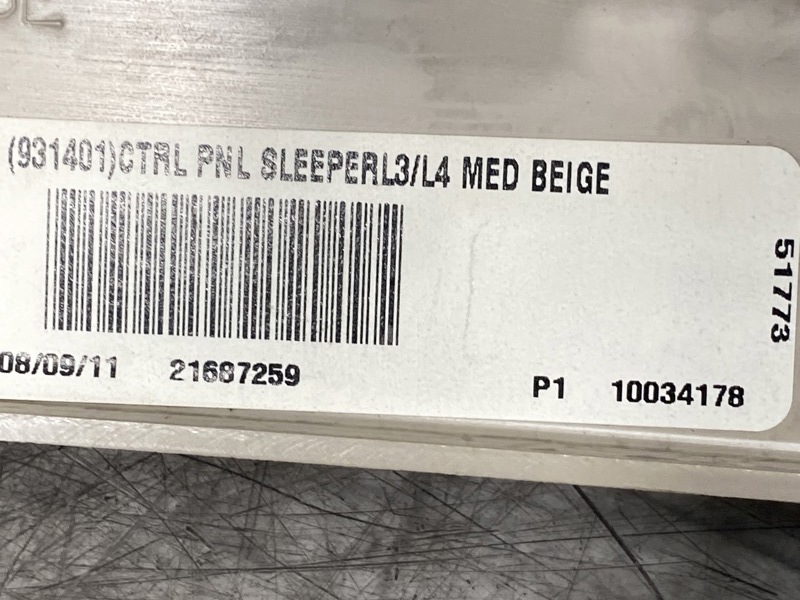 (931401)CTRL PNL SLEEPERL3/L4 MED BEIGE
51773
08/09/11 21687259 P1 10034178